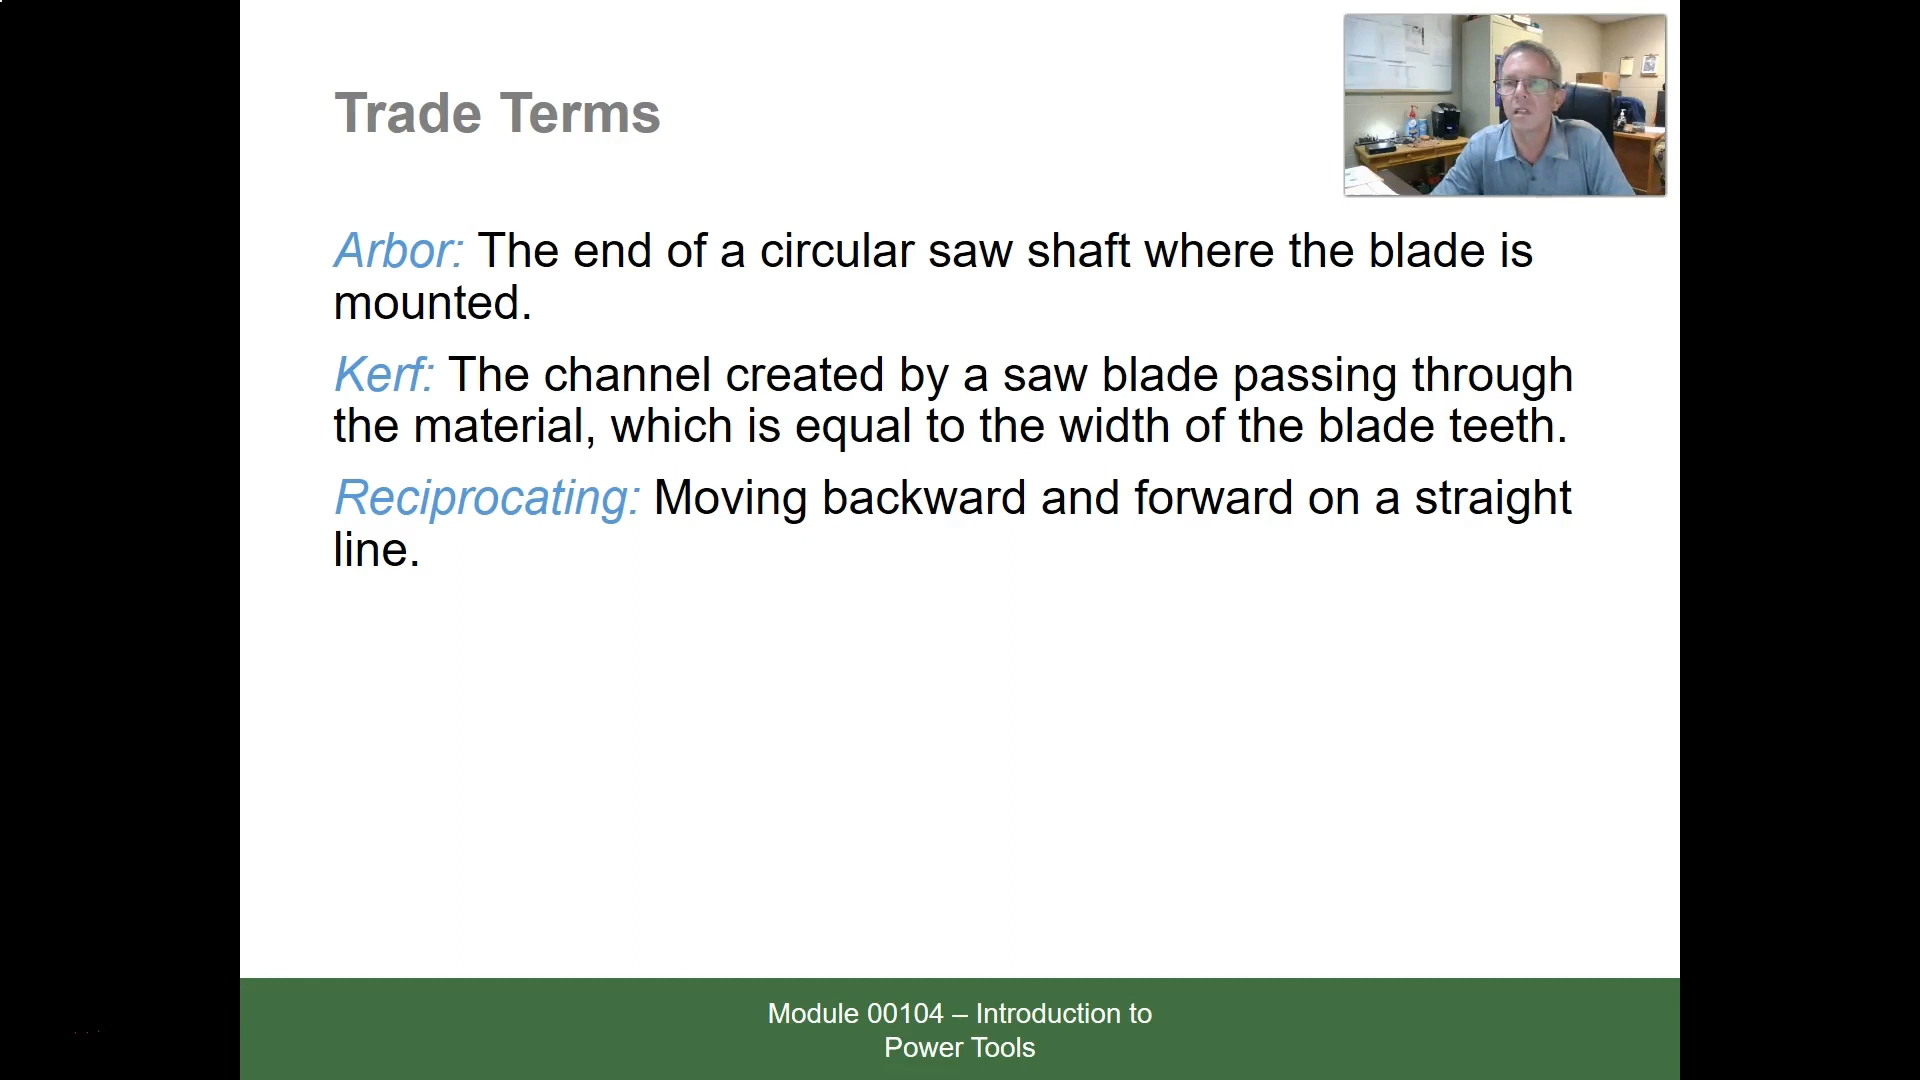 Trade Terms
Arbor: The end of a circular saw shaft where the blade is
mounted.
Kerf: The channel created by a saw blade passing through
the material, which is equal to the width of the blade teeth.
Reciprocating: Moving backward and forward on a straight
line.
Module 00104 – Introduction to
Power Tools